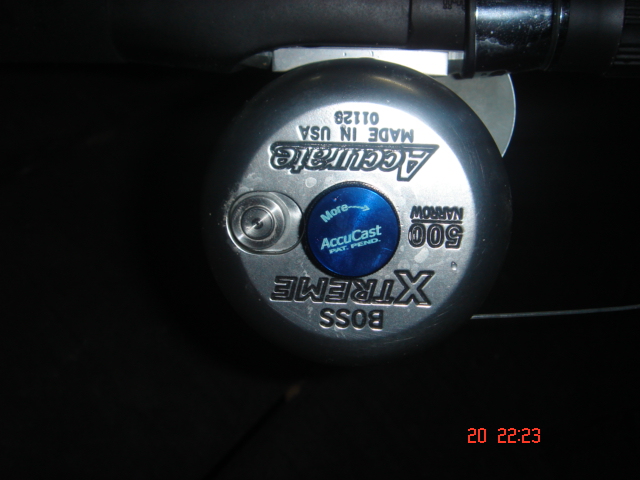 BOSS
XTREME
500
NARROW
More
AccuCast
PAT. PEND.
Accurate
MADE IN USA
01128
20 22:23